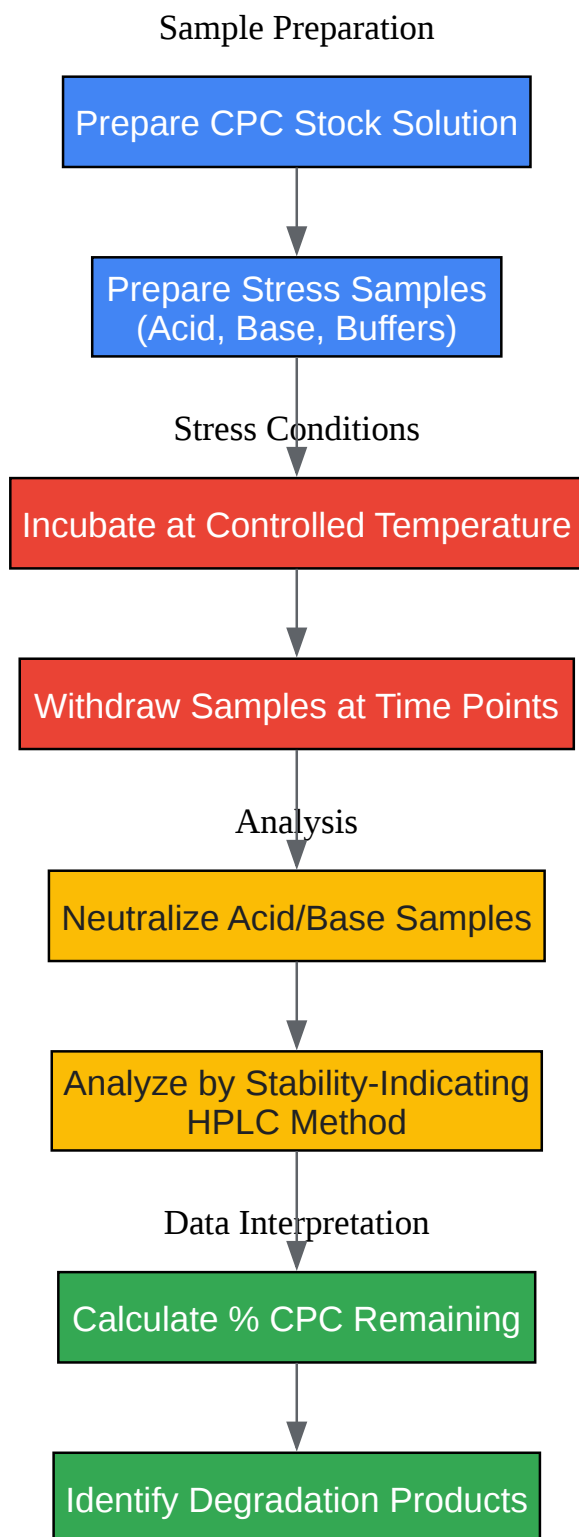 Sample Preparation
Prepare CPC Stock Solution
Prepare Stress Samples
(Acid, Base, Buffers)
Stress Conditions
Incubate at Controlled Temperature
Withdraw Samples at Time Points
Analysis
Neutralize Acid/Base Samples
Analyze by Stability-Indicating
HPLC Method
Data Interpretation
Calculate % CPC Remaining
Identify Degradation Products